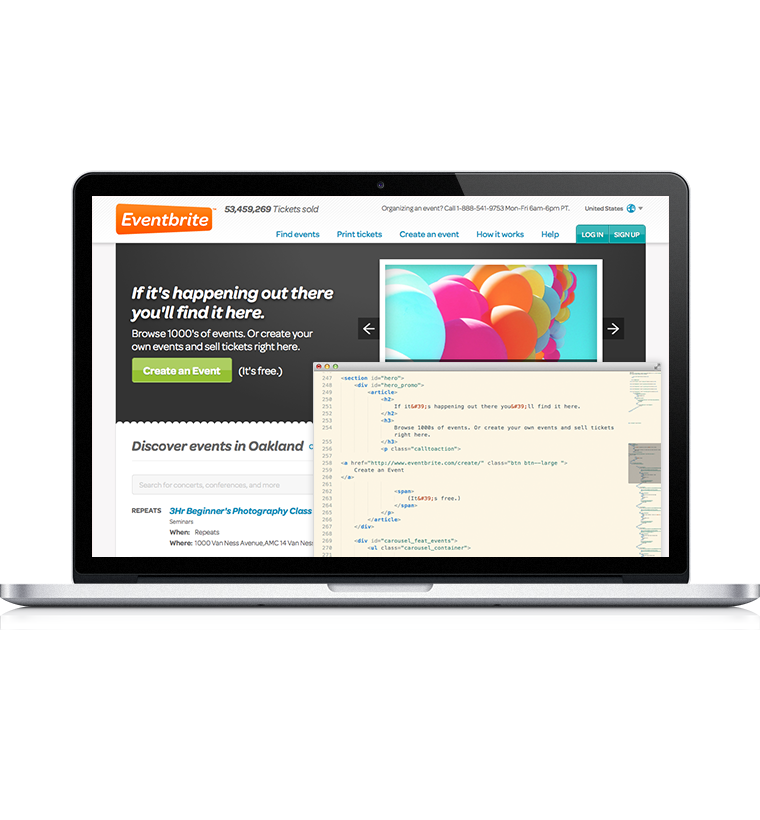 Eventbrite™
53,459,269 Tickets sold
Organizing an event? Call 1-888-541-9753 Mon-Fri 6am-6pm PT.
United States
Find events
Print tickets
Create an event
How it works
Help
LOG IN
SIGN UP
If it's happening out there
you'll find it here.
Browse 1000's of events. Or create your
own events and sell tickets right here.
Create an Event
(It's free.)
Discover events in Oakland
Search for concerts, conferences, and more
REPEATS
3Hr Beginner's Photography Class
Seminars
When: Repeats
Where: 1000 Van Ness Avenue,AMC 14 Van Ness
247 <section id="hero">
248 <div id="hero_promo">
249 <article>
250 <h2>
251 If it&#39;s happening out there you&#39;ll find it here.
252 </h2>
253 <h3>
254 Browse 1000s of events. Or create your own events and sell tickets
right here.
255 </h3>
256 <p class="calltoaction">
257
258 <a href="http://www.eventbrite.com/create/" class="btn btn--large ">
259 Create an Event
260 </a>
261
262 <span>
263 (It&#39;s free.)
264 </span>
265 </p>
266 </article>
267 </div>
268
269 <div id="carousel_feat_events">
270 <ul class="carousel_container">
271